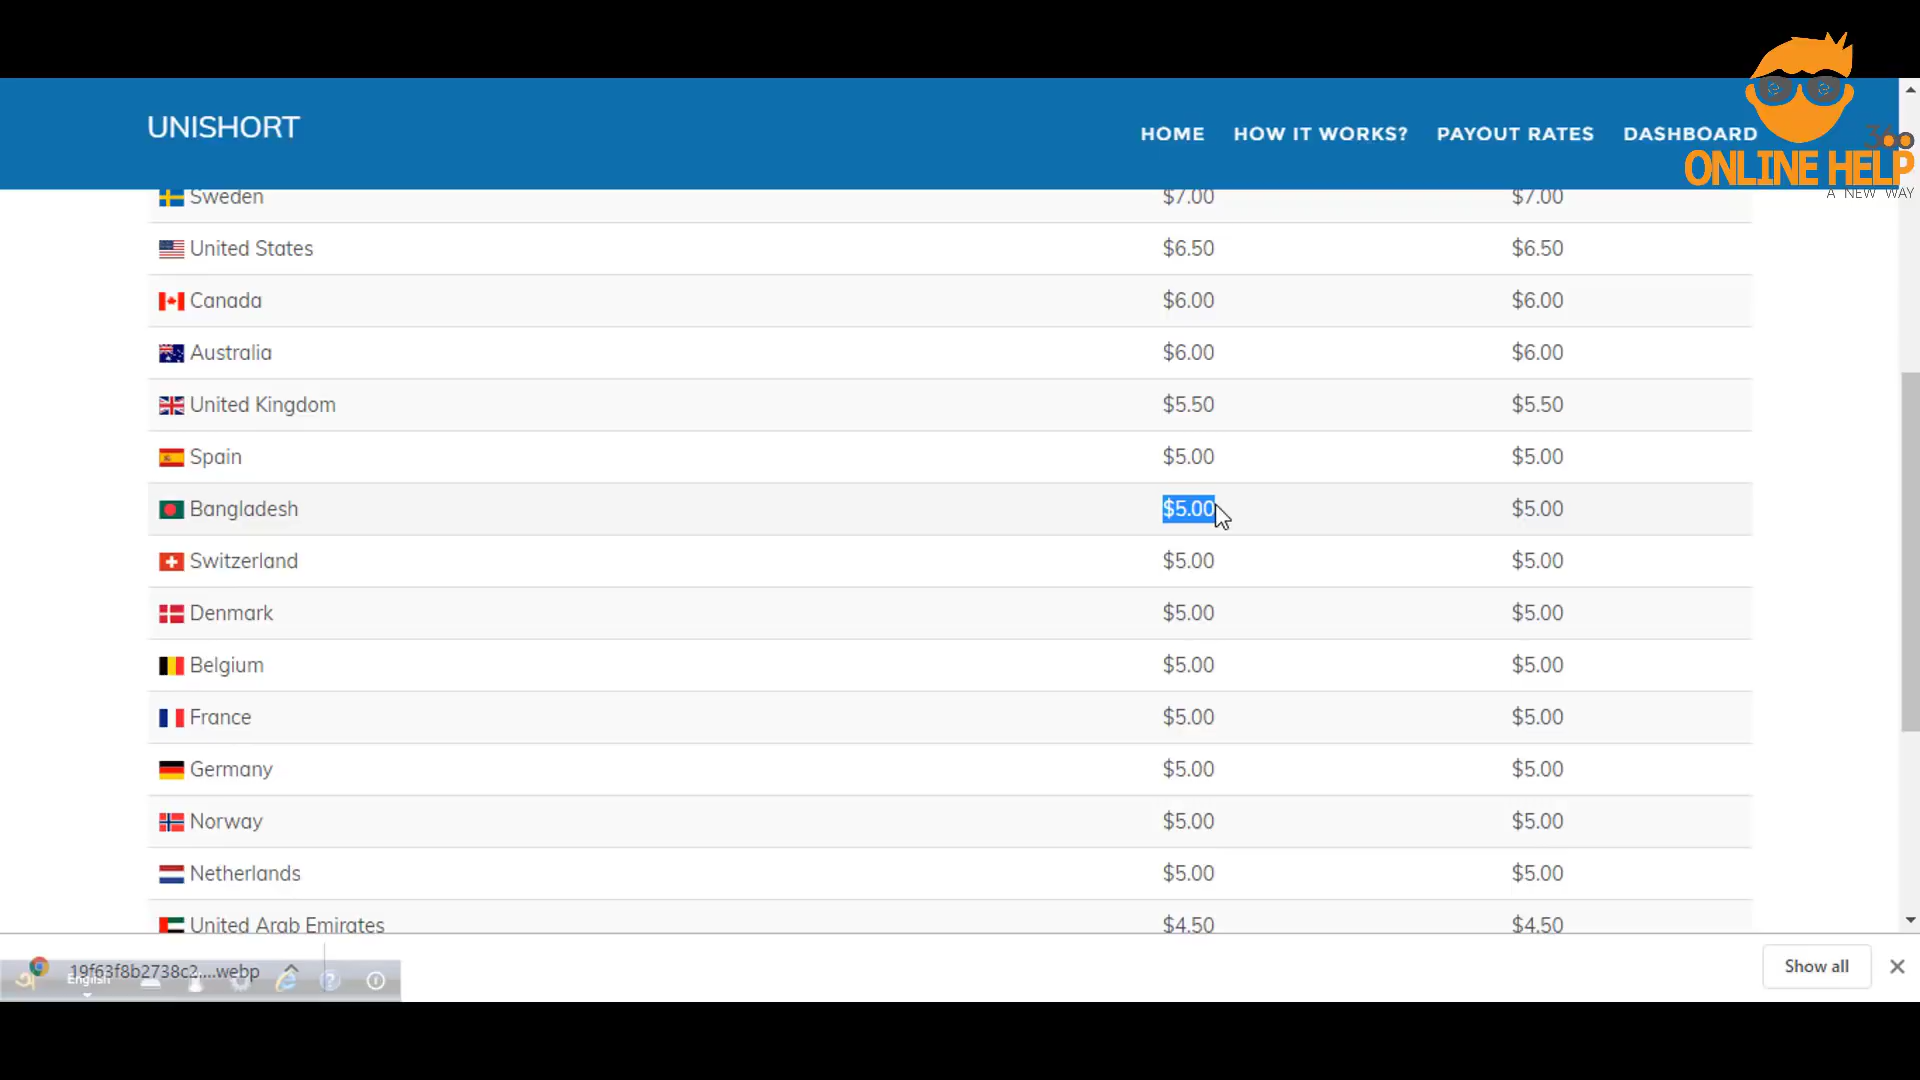 UNISHORT
HOME HOW IT WORKS? PAYOUT RATES DASHBOARD
ONLINE HELP
A NEW WAY
Sweden $7.00 $7.00
United States $6.50 $6.50
Canada $6.00 $6.00
Australia $6.00 $6.00
United Kingdom $5.50 $5.50
Spain $5.00 $5.00
Bangladesh $5.00 $5.00
Switzerland $5.00 $5.00
Denmark $5.00 $5.00
Belgium $5.00 $5.00
France $5.00 $5.00
Germany $5.00 $5.00
Norway $5.00 $5.00
Netherlands $5.00 $5.00
United Arab Emirates $4.50 $4.50
19f63f8b2738c2....webp Show all
English